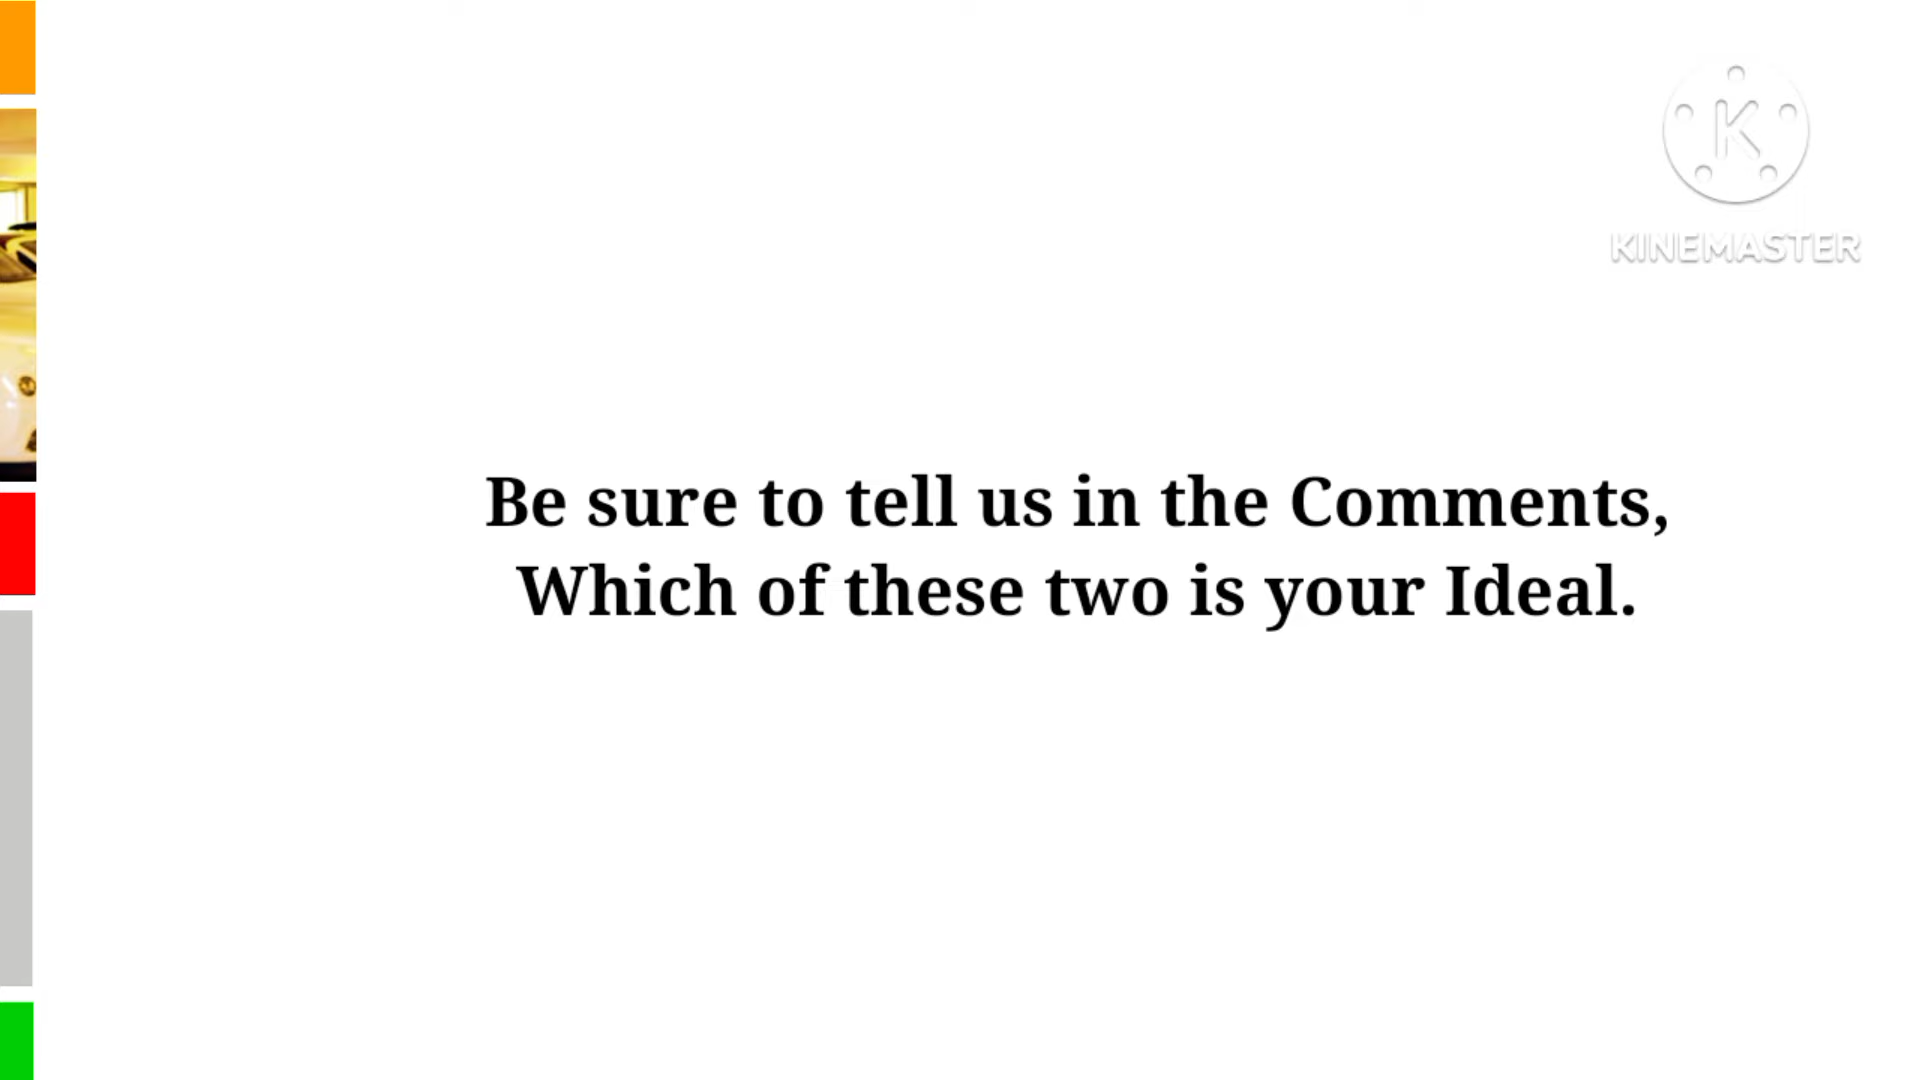 K
KINEMASTER
Be sure to tell us in the Comments,
Which of these two is your Ideal.